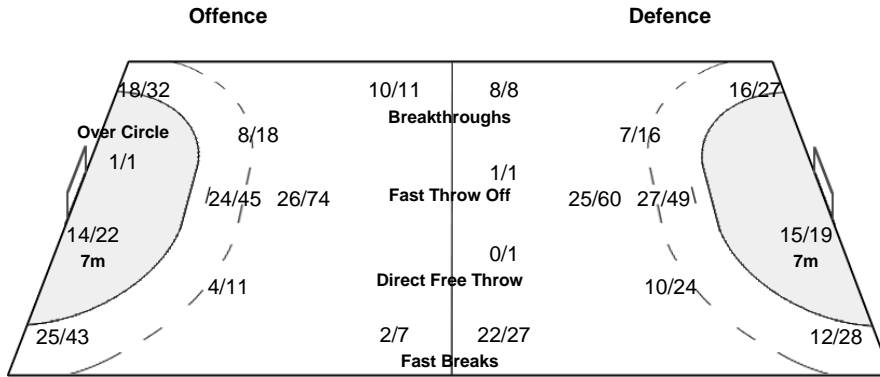 Offence Defence
18/32 10/11 8/8 16/27
Breakthroughs
Over Circle 8/18 7/16
1/1 1/1
24/45 26/74 Fast Throw Off 25/60 27/49
14/22 15/19
7m 0/1 7m
Direct Free Throw
4/11 10/24
25/43 2/7 22/27 12/28
Fast Breaks